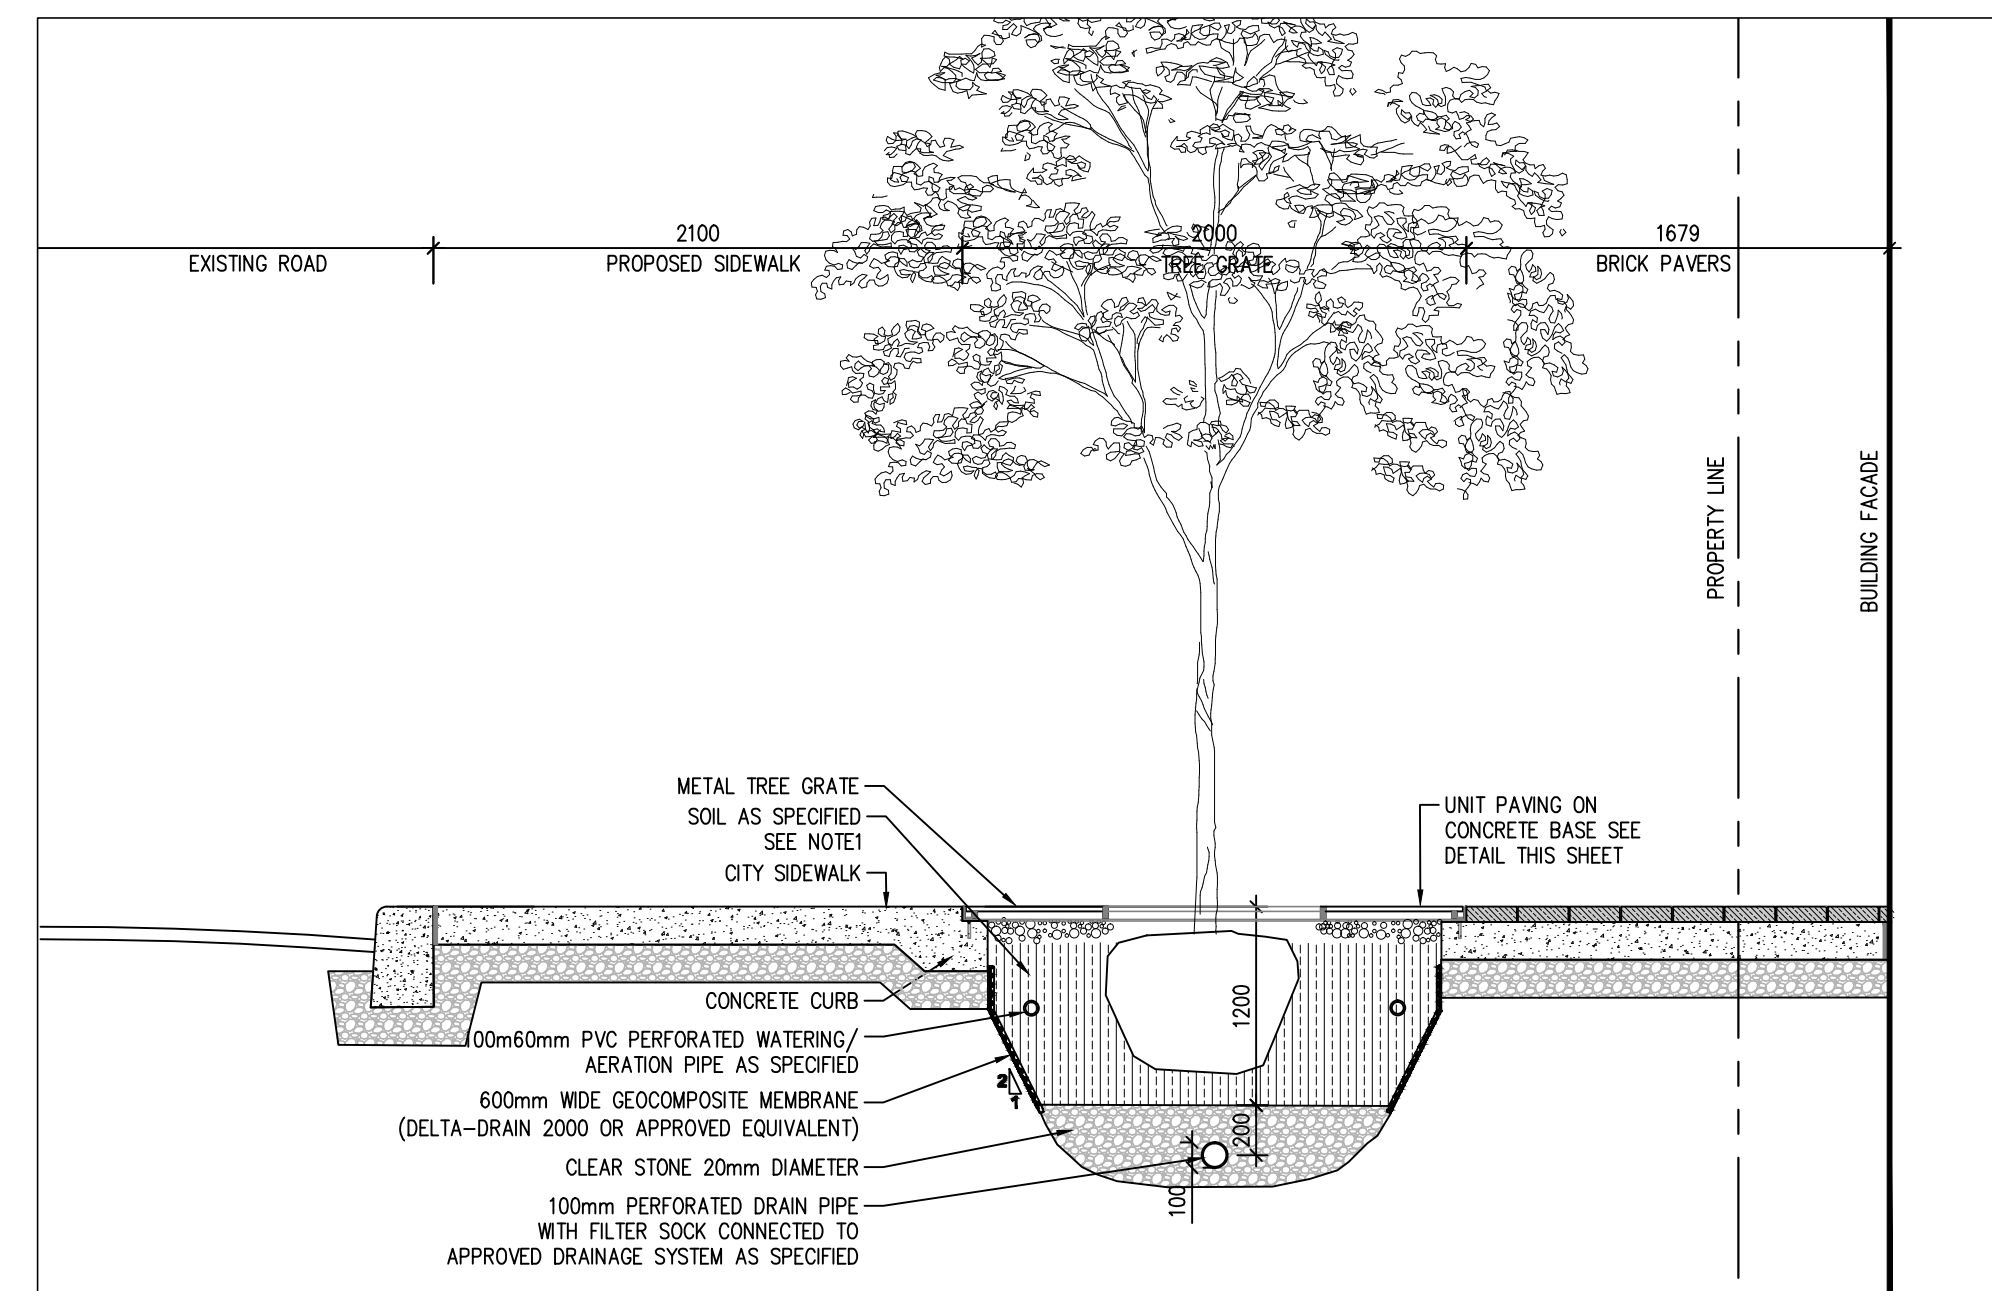 2100
2000
1679
EXISTING ROAD
PROPOSED SIDEWALK
TREE GRATE
BRICK PAVERS
PROPERTY LINE
BUILDING FACADE
METAL TREE GRATE
SOIL AS SPECIFIED
SEE NOTE1
CITY SIDEWALK
UNIT PAVING ON
CONCRETE BASE SEE
DETAIL THIS SHEET
CONCRETE CURB
100m60mm PVC PERFORATED WATERING/
AERATION PIPE AS SPECIFIED
600mm WIDE GEOCOMPOSITE MEMBRANE
(DELTA-DRAIN 2000 OR APPROVED EQUIVALENT)
CLEAR STONE 20mm DIAMETER
100mm PERFORATED DRAIN PIPE
WITH FILTER SOCK CONNECTED TO
APPROVED DRAINAGE SYSTEM AS SPECIFIED
2
1
1200
200
100